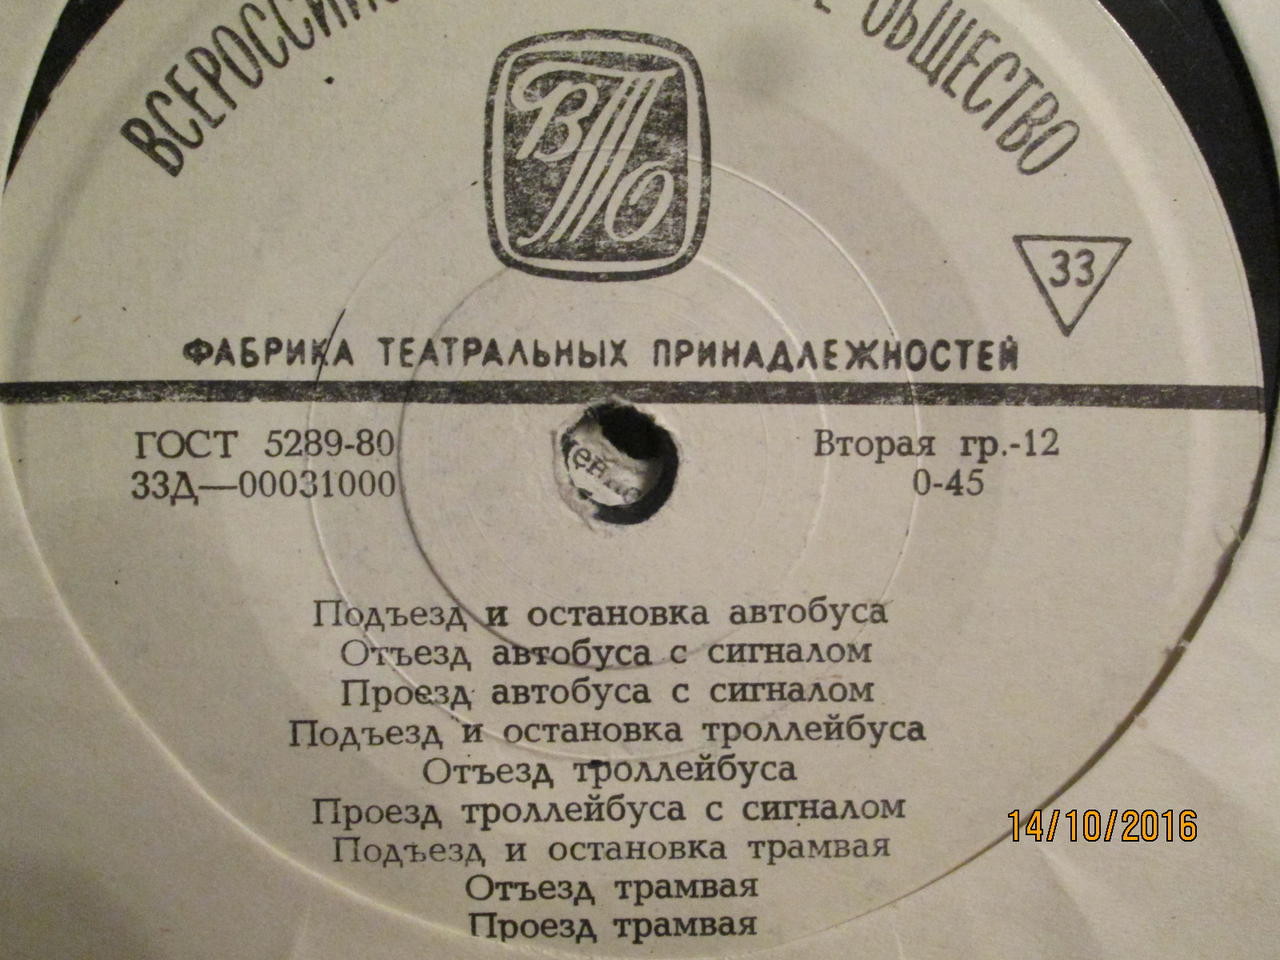 ВСЕРОССИЙС Е ОБЩЕСТВО
ВТО
33
ФАБРИКА ТЕАТРАЛЬНЫХ ПРИНАДЛЕЖНОСТЕЙ
ГОСТ 5289-80
33Д—00031000
Вторая гр.-12
0-45
Подъезд и остановка автобуса
Отъезд автобуса с сигналом
Проезд автобуса с сигналом
Подъезд и остановка троллейбуса
Отъезд троллейбуса
Проезд троллейбуса с сигналом
Подъезд и остановка трамвая
Отъезд трамвая
Проезд трамвая
14/10/2016